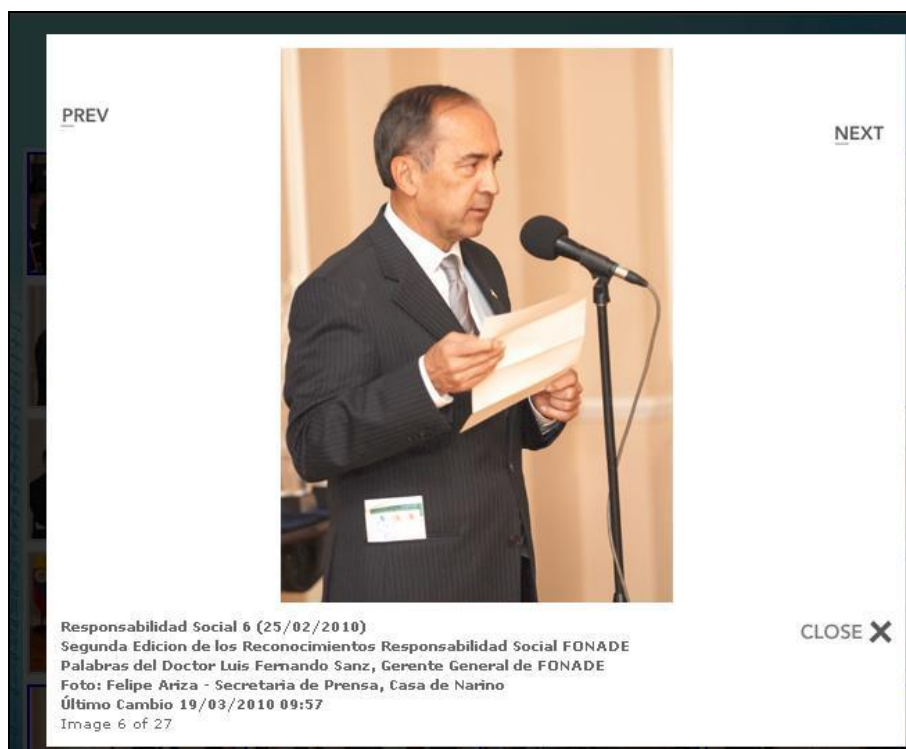 PREV
NEXT
Responsabilidad Social 6 (25/02/2010)
Segunda Edicion de los Reconocimientos Responsabilidad Social FONADE
Palabras del Doctor Luis Fernando Sanz, Gerente General de FONADE
Foto: Felipe Ariza - Secretaria de Prensa, Casa de Narino
Último Cambio 19/03/2010 09:57
Image 6 of 27
CLOSE X